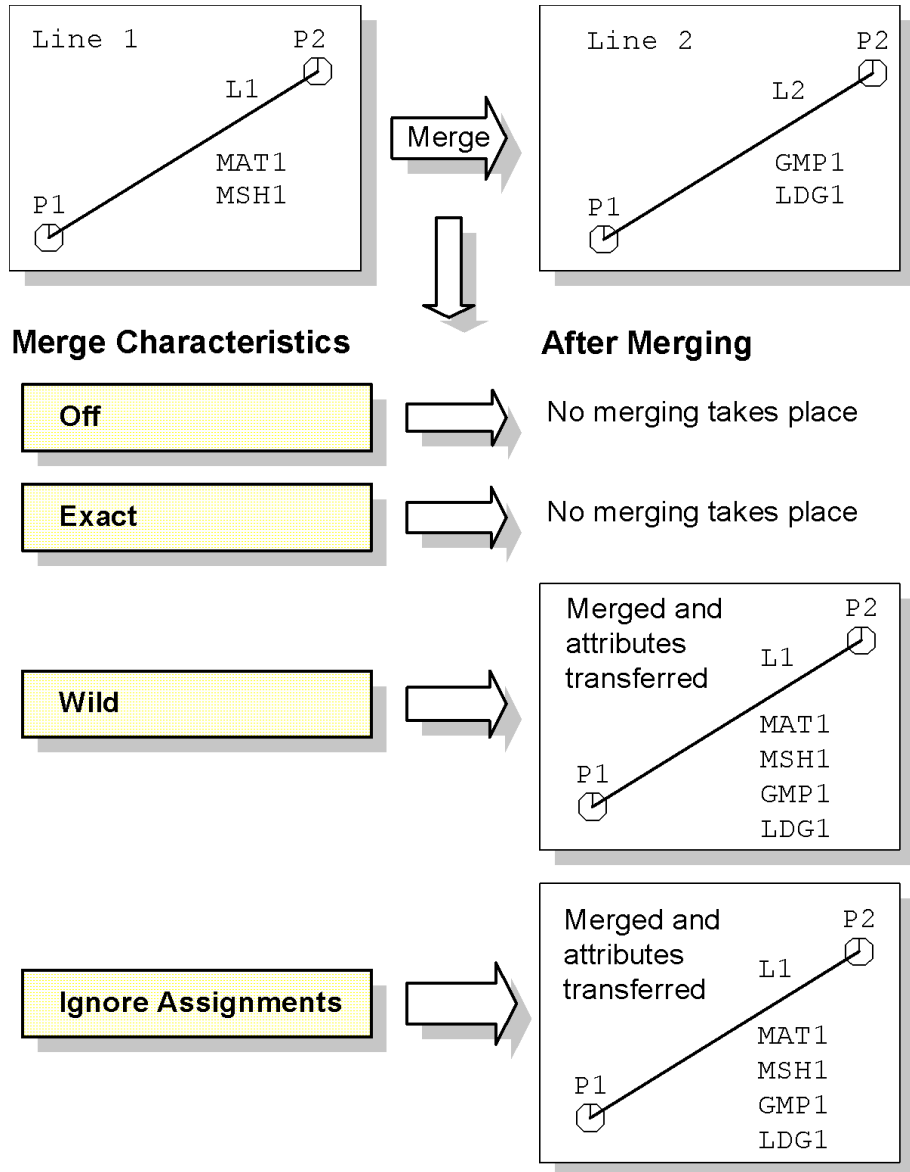 Line 1
P2
L1
MAT1
MSH1
P1
Merge
Line 2
P2
L2
GMP1
LDG1
P1
Merge Characteristics
After Merging
Off
No merging takes place
Exact
No merging takes place
Wild
Merged and
attributes
transferred
P2
L1
MAT1
MSH1
GMP1
LDG1
P1
Ignore Assignments
Merged and
attributes
transferred
P2
L1
MAT1
MSH1
GMP1
LDG1
P1